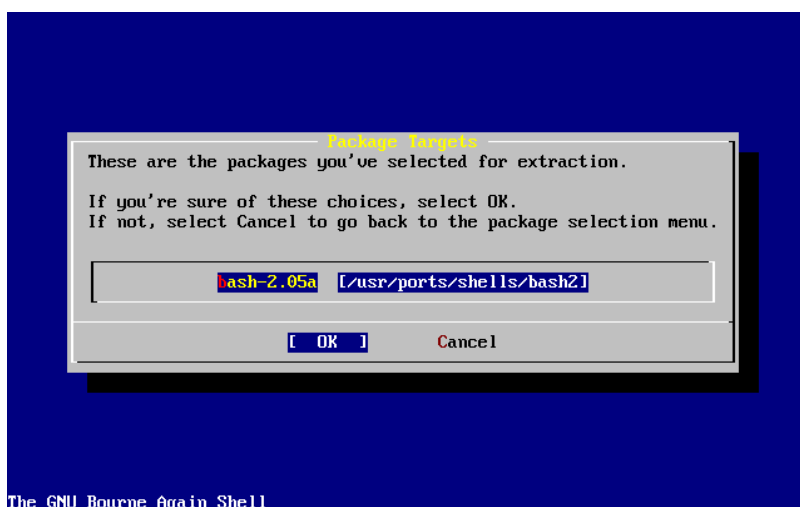 Package Targets
These are the packages you've selected for extraction.
If you're sure of these choices, select OK.
If not, select Cancel to go back to the package selection menu.
bash-2.05a [/usr/ports/shells/bash2]
[ OK ] Cancel
The GNU Bourne Again Shell